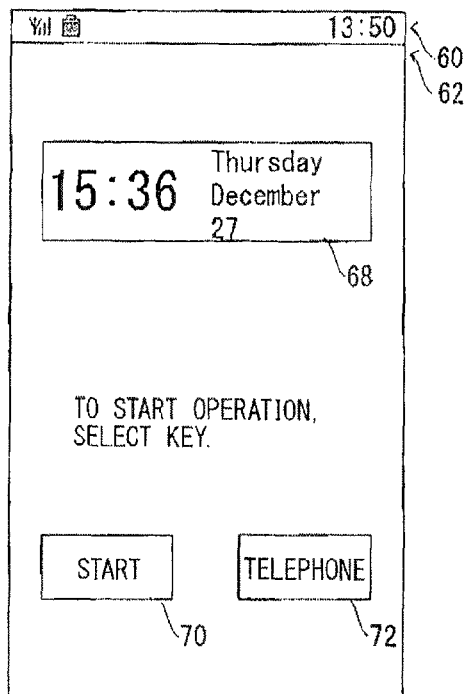 13:50
60
62
15:36
Thursday
December
27
68
TO START OPERATION,
SELECT KEY.
START
TELEPHONE
70
72